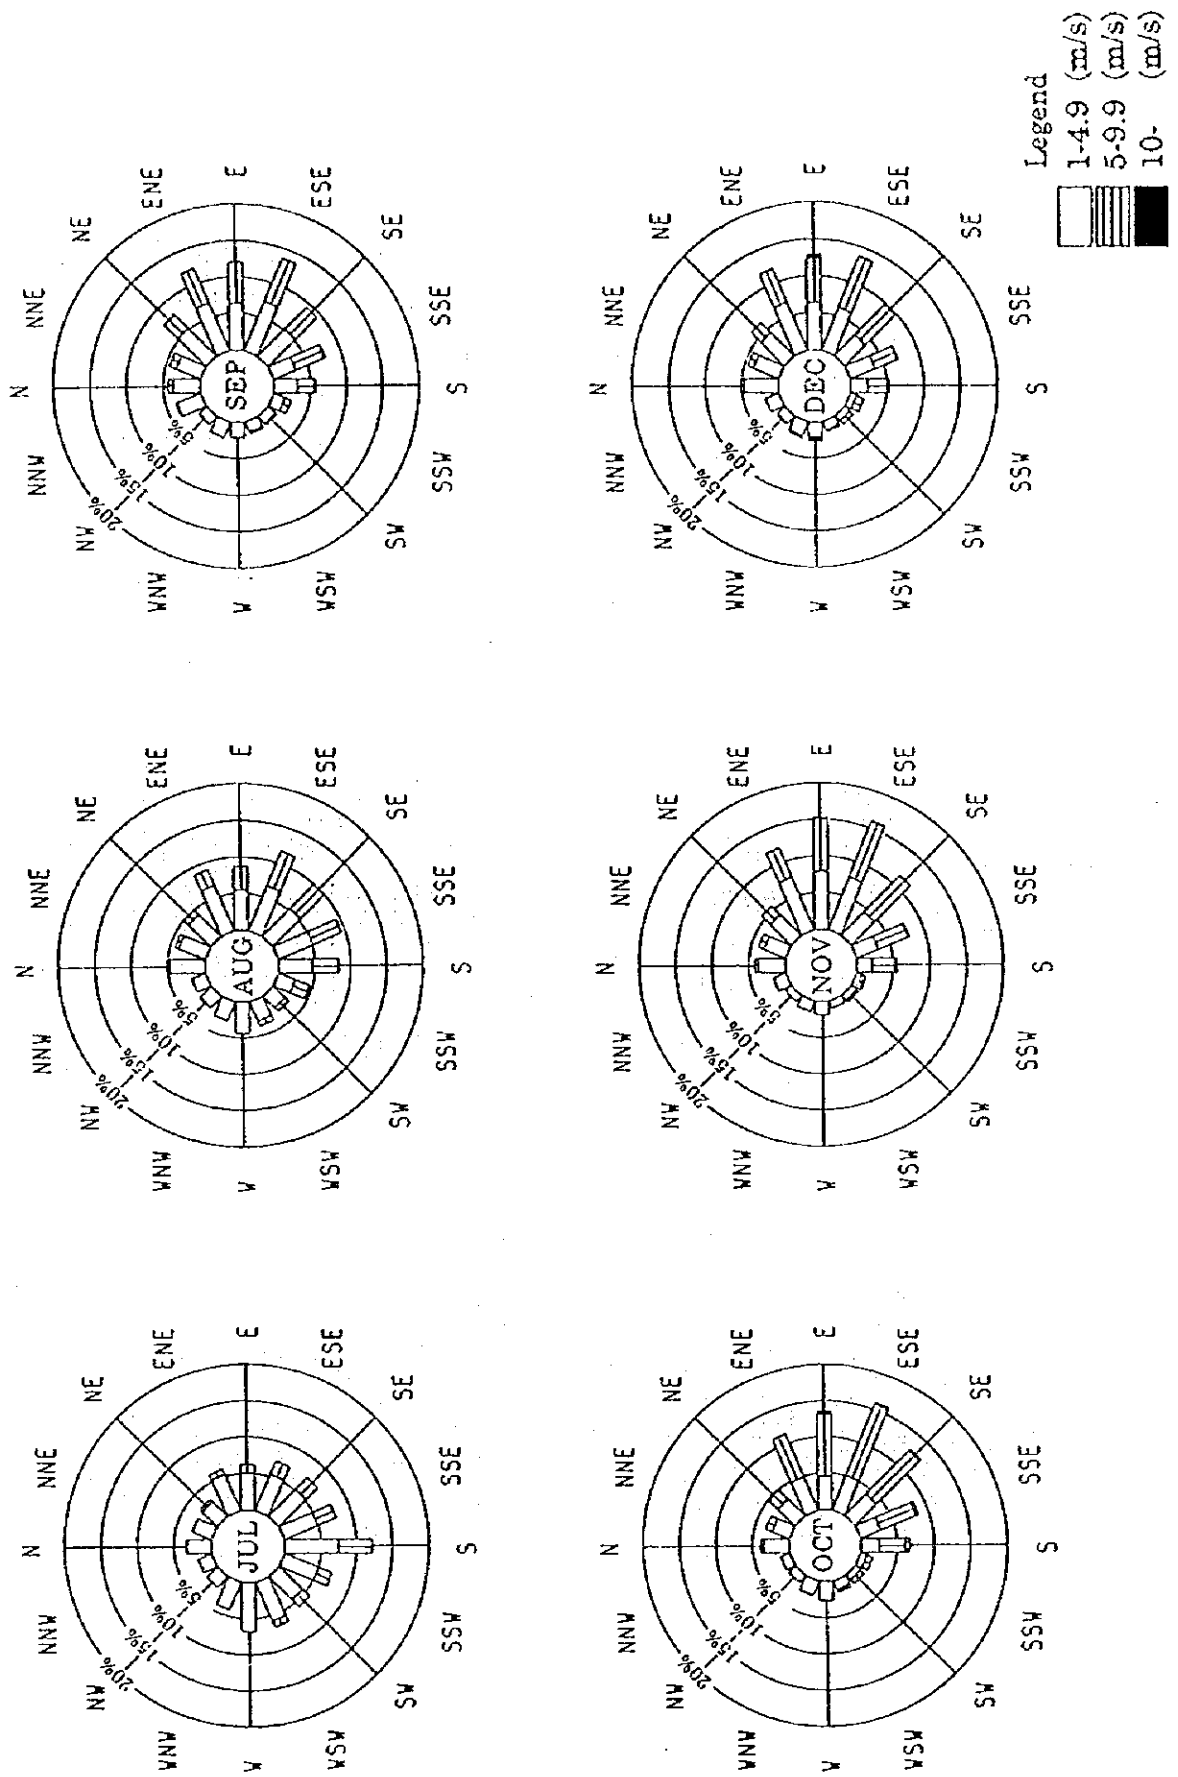 N
NNE
NE
ENE
E
ESE
SE
SSE
S
SSW
SW
WSW
W
WNW
NW
NNW
20%
15%
10%
5%
JUL
N
NNE
NE
ENE
E
ESE
SE
SSE
S
SSW
SW
WSW
W
WNW
NW
NNW
20%
15%
10%
5%
AUG
N
NNE
NE
ENE
E
ESE
SE
SSE
S
SSW
SW
WSW
W
WNW
NW
NNW
20%
15%
10%
5%
SEP
N
NNE
NE
ENE
E
ESE
SE
SSE
S
SSW
SW
WSW
W
WNW
NW
NNW
20%
15%
10%
5%
OCT
N
NNE
NE
ENE
E
ESE
SE
SSE
S
SSW
SW
WSW
W
WNW
NW
NNW
20%
15%
10%
5%
NOV
N
NNE
NE
ENE
E
ESE
SE
SSE
S
SSW
SW
WSW
W
WNW
NW
NNW
20%
15%
10%
5%
DEC
Legend
1-4.9 (m/s)
5-9.9 (m/s)
10- (m/s)